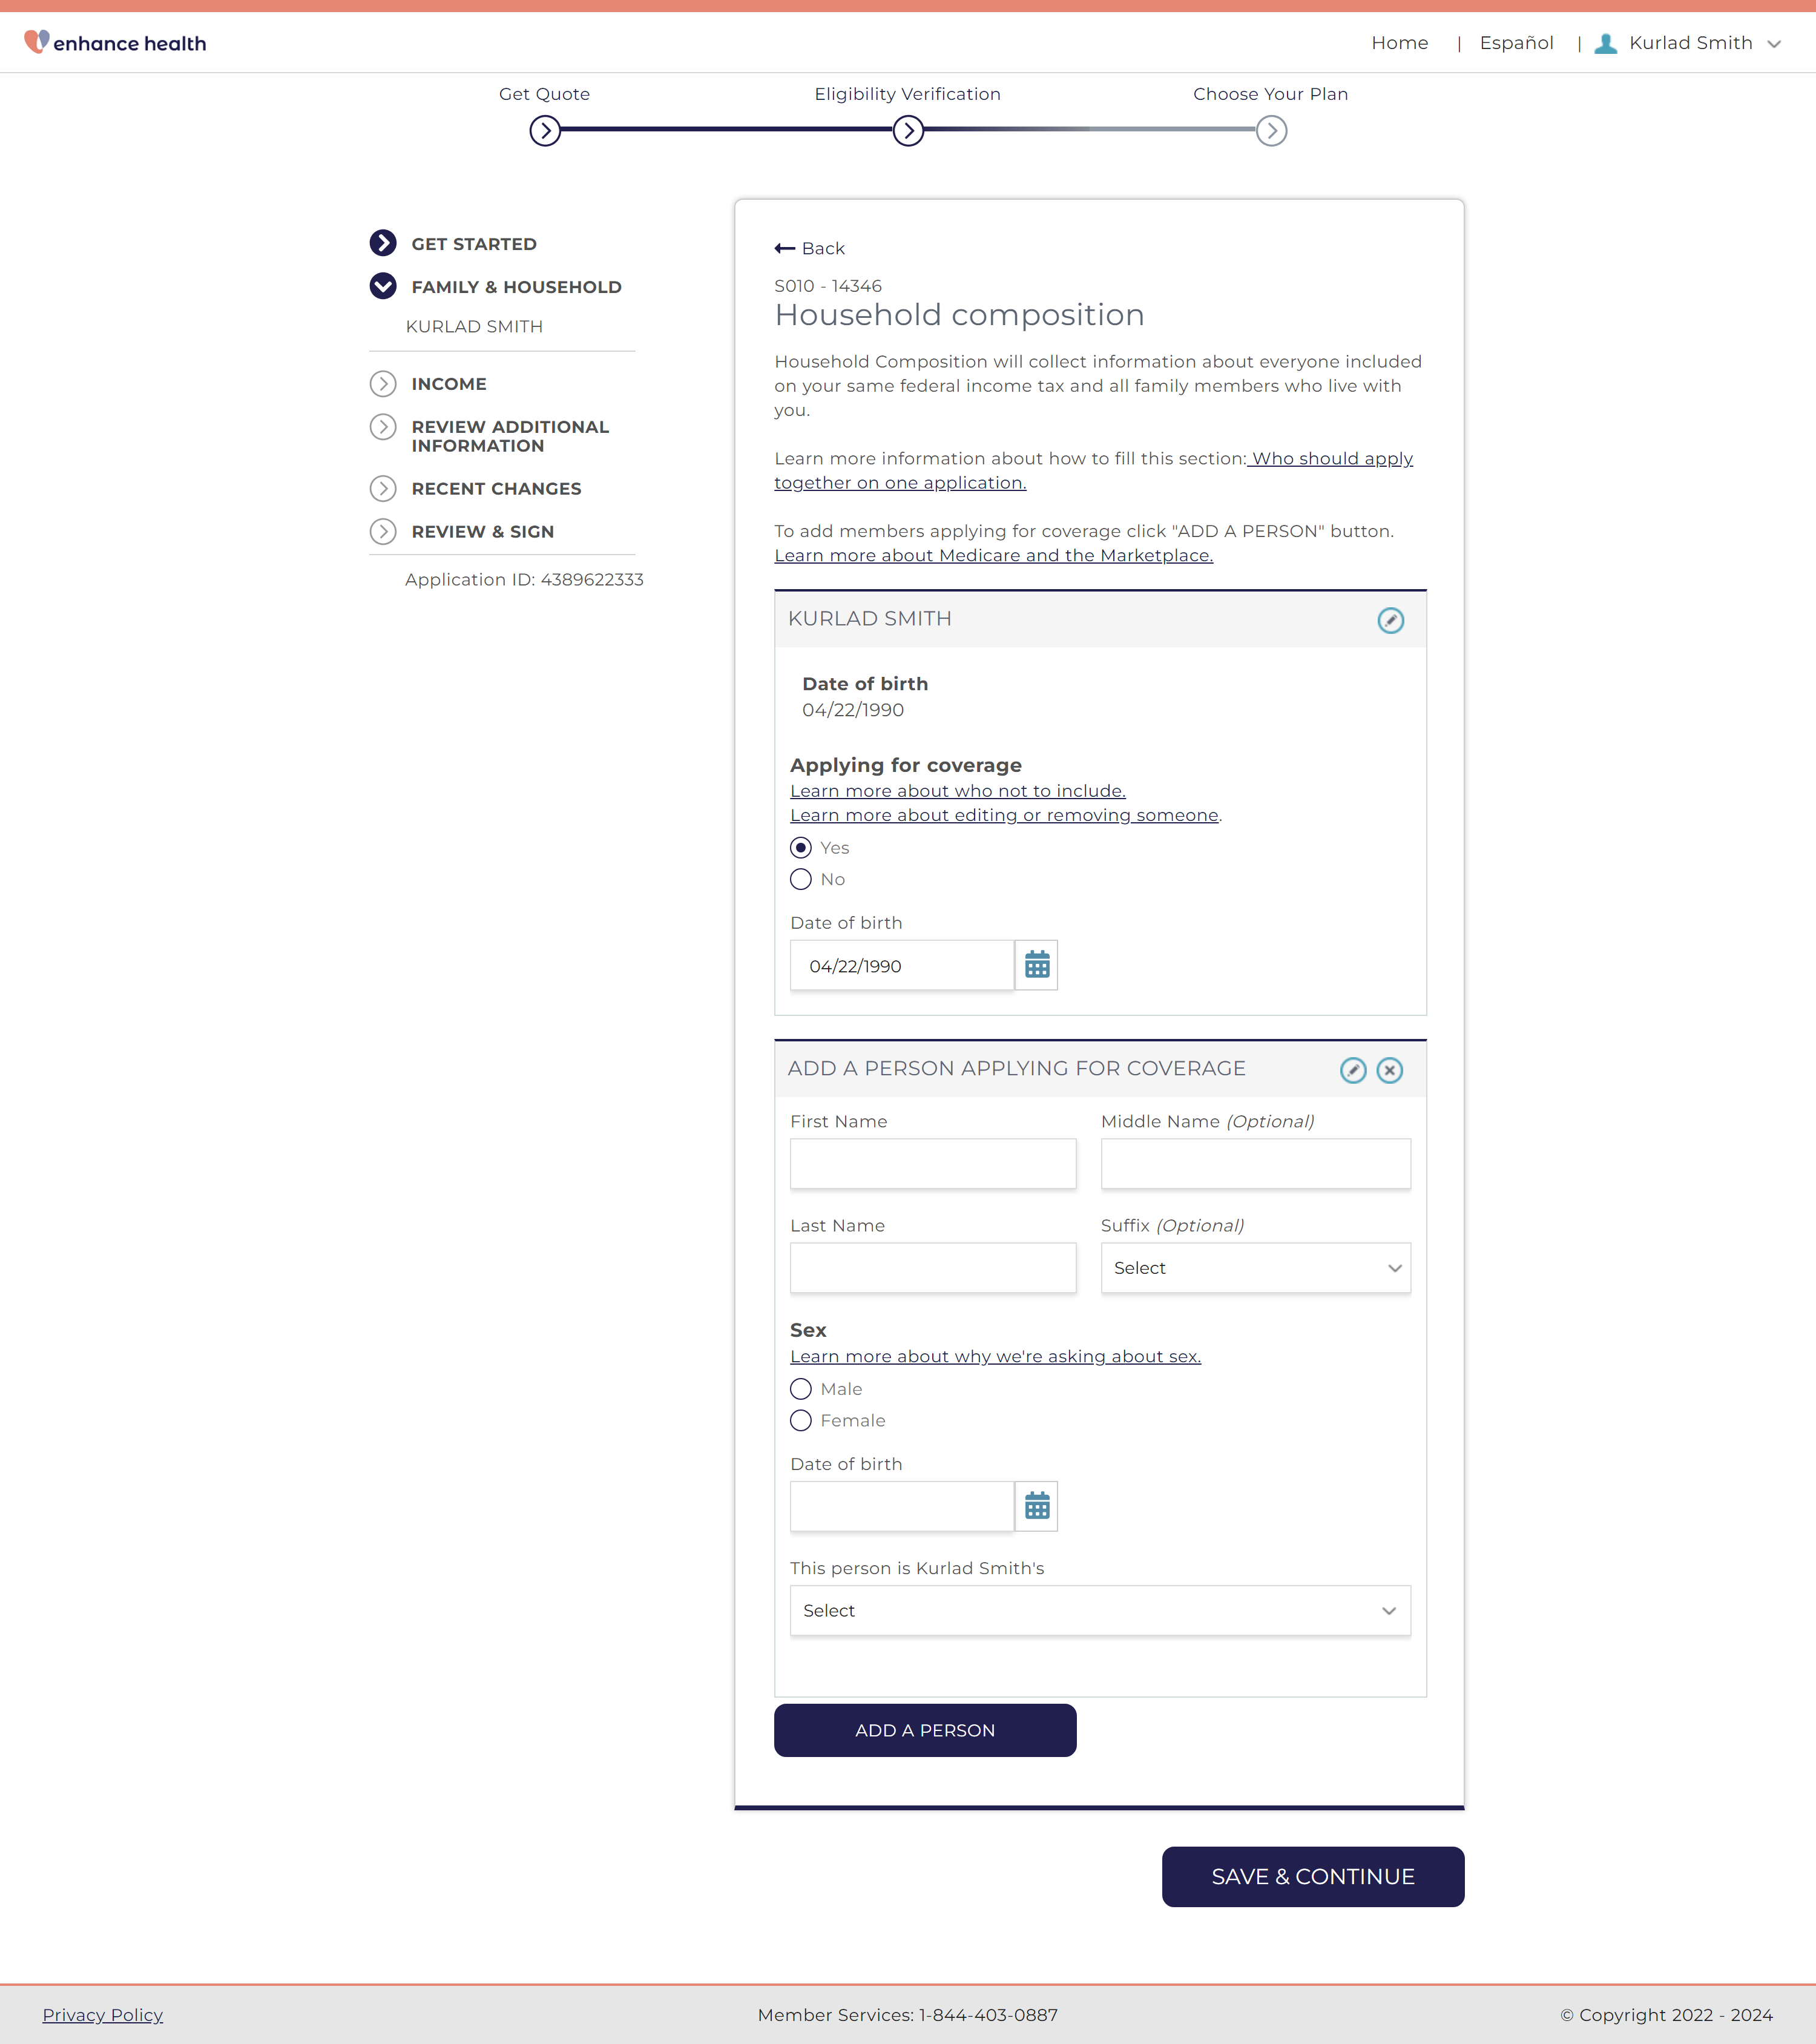 enhance health
Home | Español | Kurlad Smith
Get Quote
Eligibility Verification
Choose Your Plan
GET STARTED
FAMILY & HOUSEHOLD
KURLAD SMITH
INCOME
REVIEW ADDITIONAL
INFORMATION
RECENT CHANGES
REVIEW & SIGN
Application ID: 4389622333
Back
S010 - 14346
Household composition
Household Composition will collect information about everyone included
on your same federal income tax and all family members who live with
you.
Learn more information about how to fill this section: Who should apply
together on one application.
To add members applying for coverage click "ADD A PERSON" button.
Learn more about Medicare and the Marketplace.
KURLAD SMITH
Date of birth
04/22/1990
Applying for coverage
Learn more about who not to include.
Learn more about editing or removing someone.
Yes
No
Date of birth
04/22/1990
ADD A PERSON APPLYING FOR COVERAGE
First Name
Middle Name (Optional)
Last Name
Suffix (Optional)
Select
Sex
Learn more about why we're asking about sex.
Male
Female
Date of birth
This person is Kurlad Smith's
Select
ADD A PERSON
SAVE & CONTINUE
Privacy Policy
Member Services: 1-844-403-0887
© Copyright 2022 - 2024